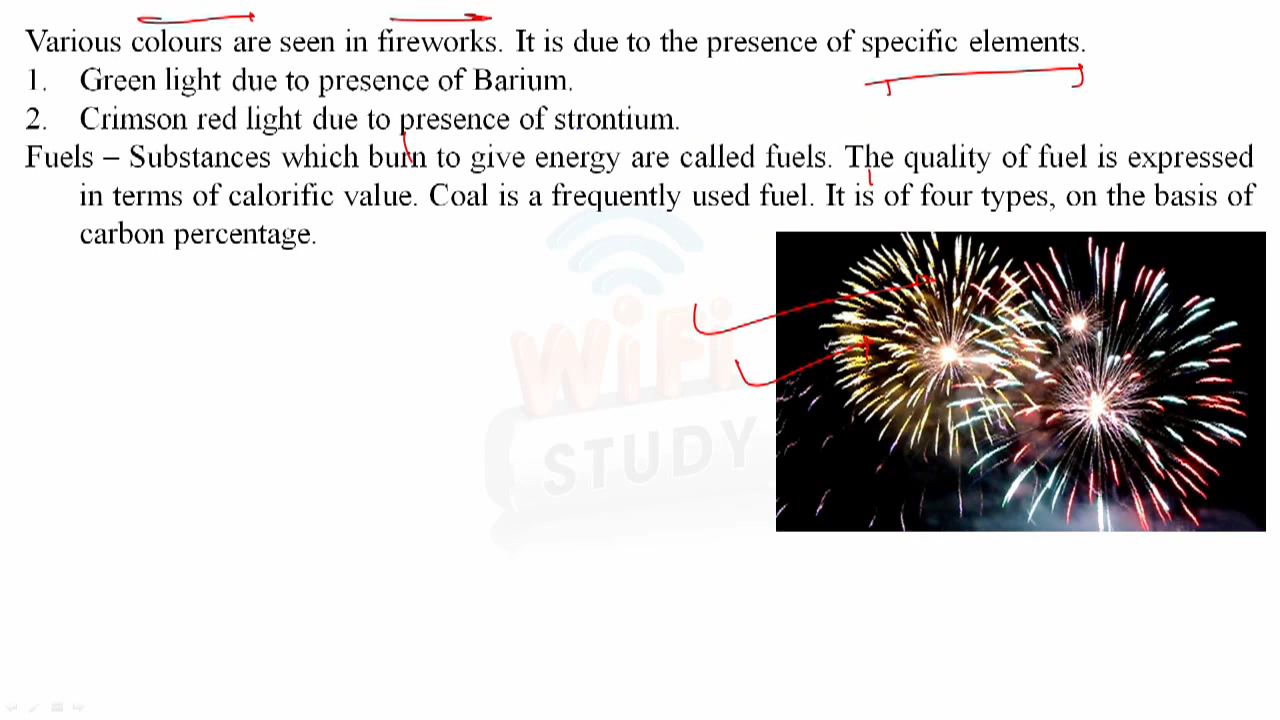 Various colours are seen in fireworks. It is due to the presence of specific elements.
1. Green light due to presence of Barium.
2. Crimson red light due to presence of strontium.
Fuels – Substances which burn to give energy are called fuels. The quality of fuel is expressed
in terms of calorific value. Coal is a frequently used fuel. It is of four types, on the basis of
carbon percentage.
WiFi
STUDY